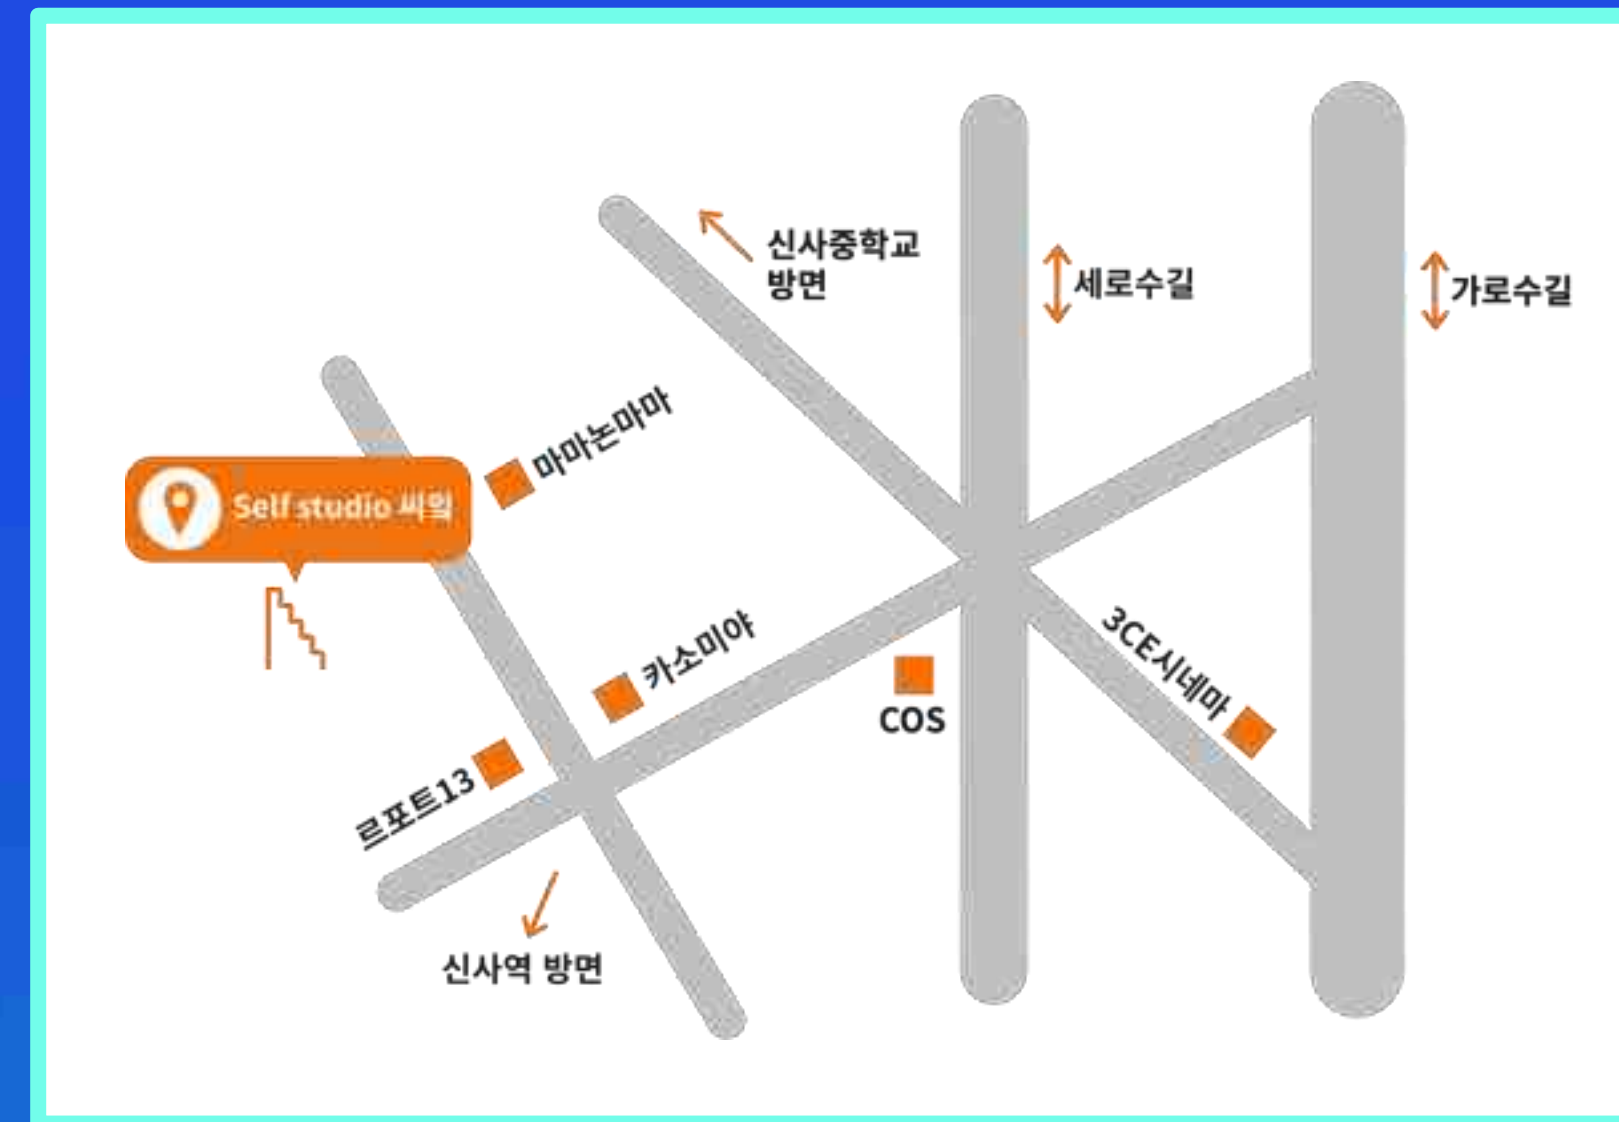 신사중학교
방면
세로수길
가로수길
마마논마마
Self studio 씨익
카소미야
3CE시네마
COS
르포트13
신사역 방면